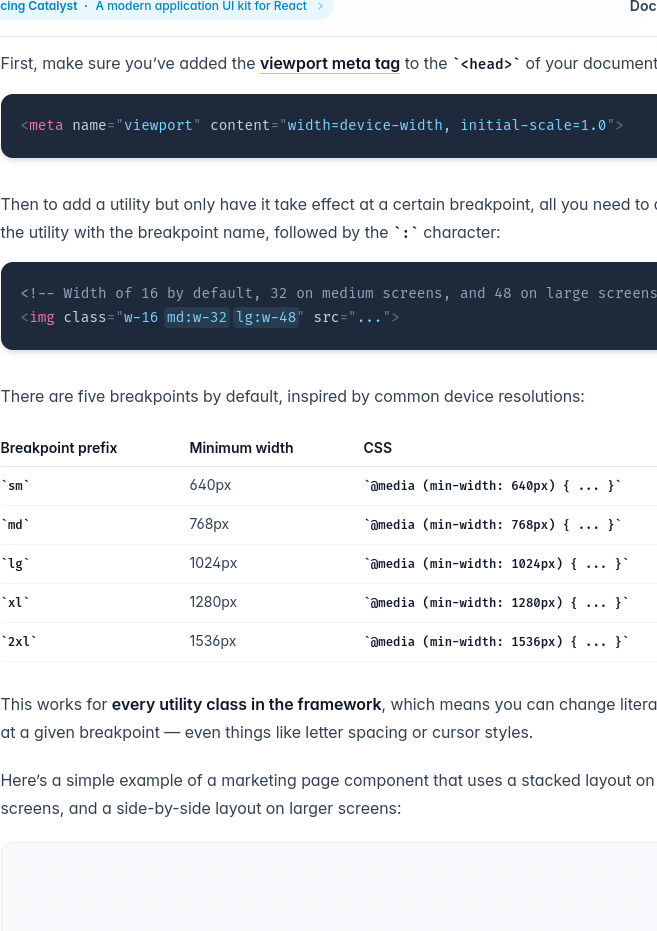 cing Catalyst · A modern application UI kit for React
Doc
First, make sure you’ve added the viewport meta tag to the `<head>` of your document
<meta name="viewport" content="width=device-width, initial-scale=1.0">
Then to add a utility but only have it take effect at a certain breakpoint, all you need to
the utility with the breakpoint name, followed by the `:` character:
<!-- Width of 16 by default, 32 on medium screens, and 48 on large screens
<img class="w-16 md:w-32 lg:w-48" src="...">
There are five breakpoints by default, inspired by common device resolutions:
Breakpoint prefix Minimum width CSS
`sm` 640px `@media (min-width: 640px) { ... }`
`md` 768px `@media (min-width: 768px) { ... }`
`lg` 1024px `@media (min-width: 1024px) { ... }`
`xl` 1280px `@media (min-width: 1280px) { ... }`
`2xl` 1536px `@media (min-width: 1536px) { ... }`
This works for every utility class in the framework, which means you can change litera
at a given breakpoint — even things like letter spacing or cursor styles.
Here’s a simple example of a marketing page component that uses a stacked layout on
screens, and a side-by-side layout on larger screens: